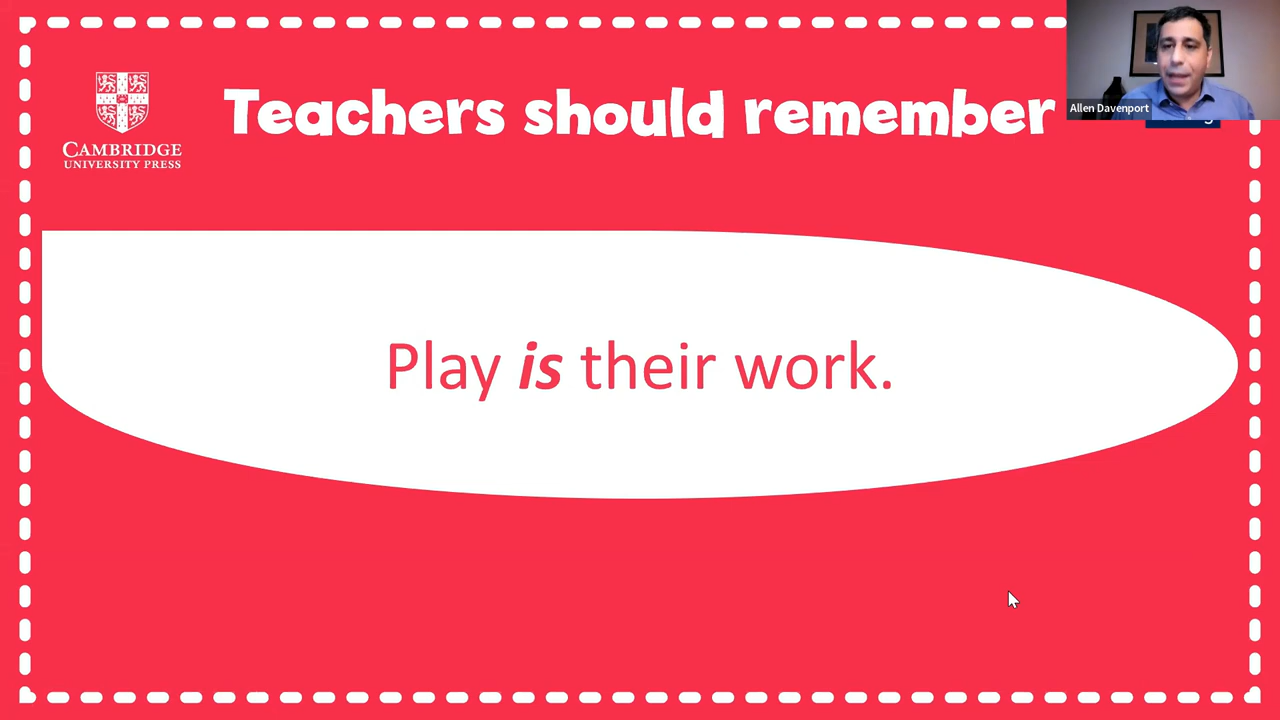 CAMBRIDGE
UNIVERSITY PRESS
Teachers should remember
Allen Davenport
Play is their work.